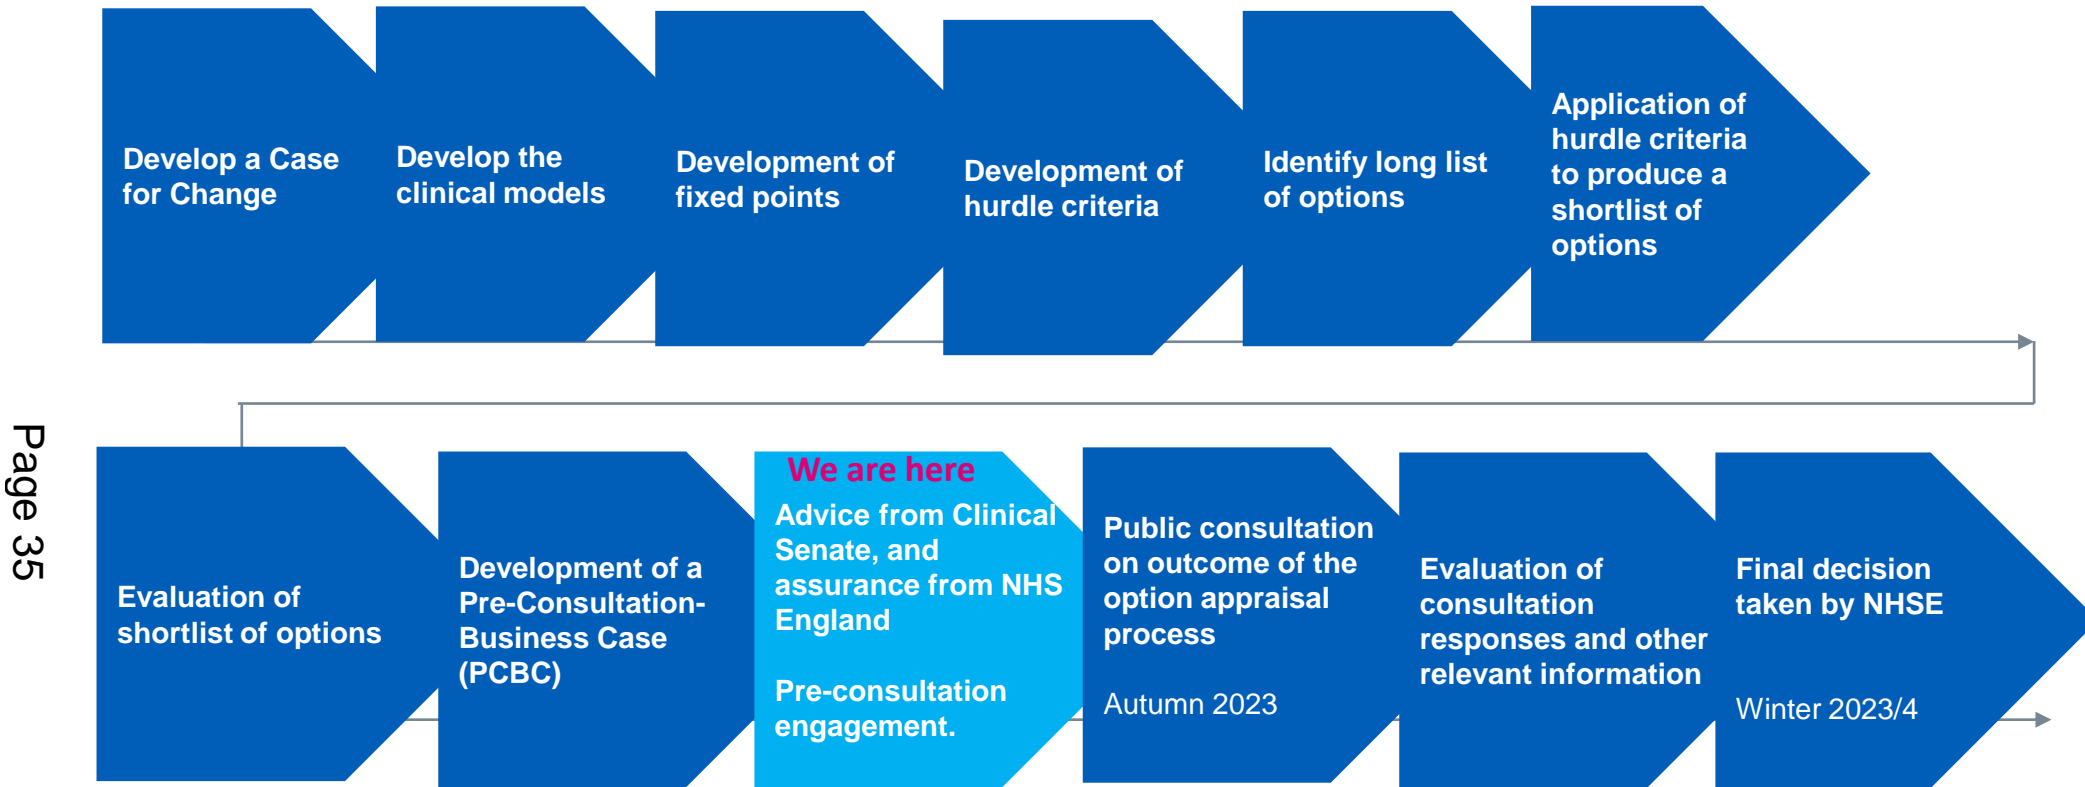 Develop a Case
for Change
Develop the
clinical models
Development of
fixed points
Development of
hurdle criteria
Identify long list
of options
Application of
hurdle criteria
to produce a
shortlist of
options
Page 35
Evaluation of
shortlist of options
Development of a
Pre-Consultation-
Business Case
(PCBC)
We are here
Advice from Clinical
Senate, and
assurance from NHS
England
Pre-consultation
engagement.
Public consultation
on outcome of the
option appraisal
process
Autumn 2023
Evaluation of
consultation
responses and other
relevant information
Final decision
taken by NHSE
Winter 2023/4